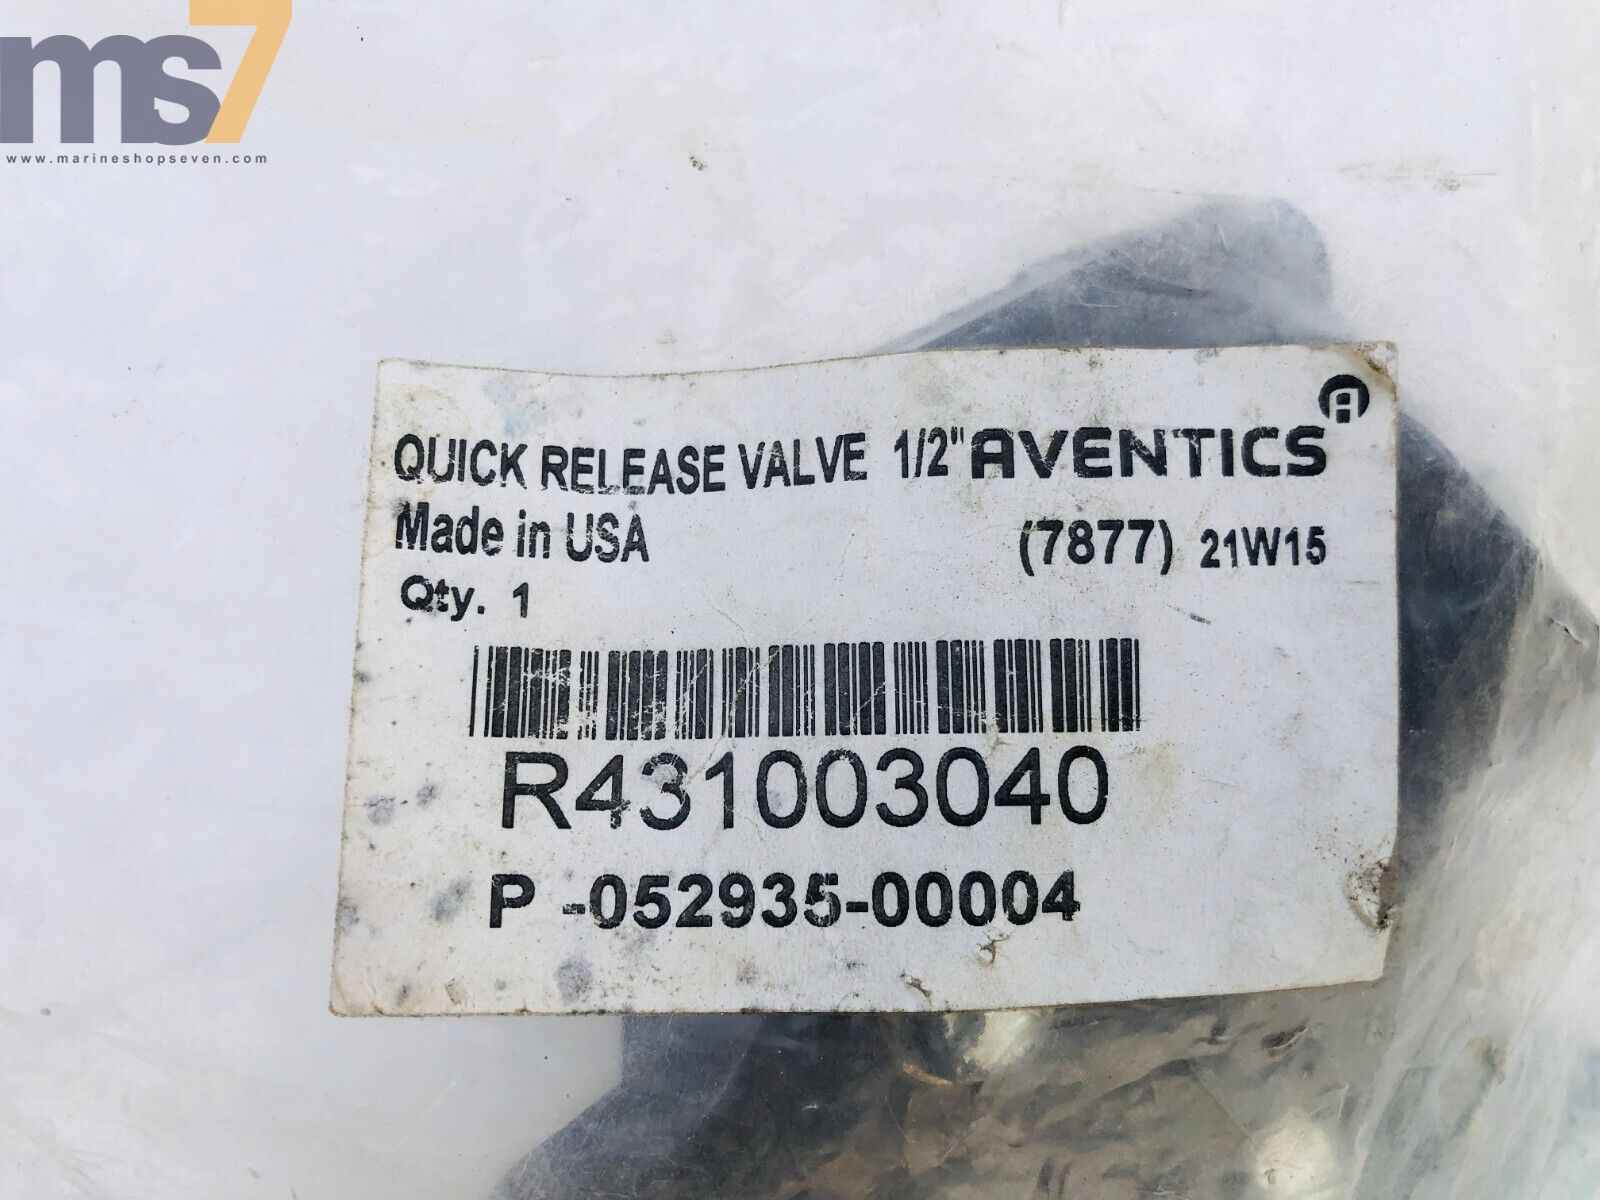 ms7
www.marineshopseven.com
QUICK RELEASE VALVE 1/2" AVENTICS
Made in USA (7877) 21W15
Qty. 1
R431003040
P -052935-00004